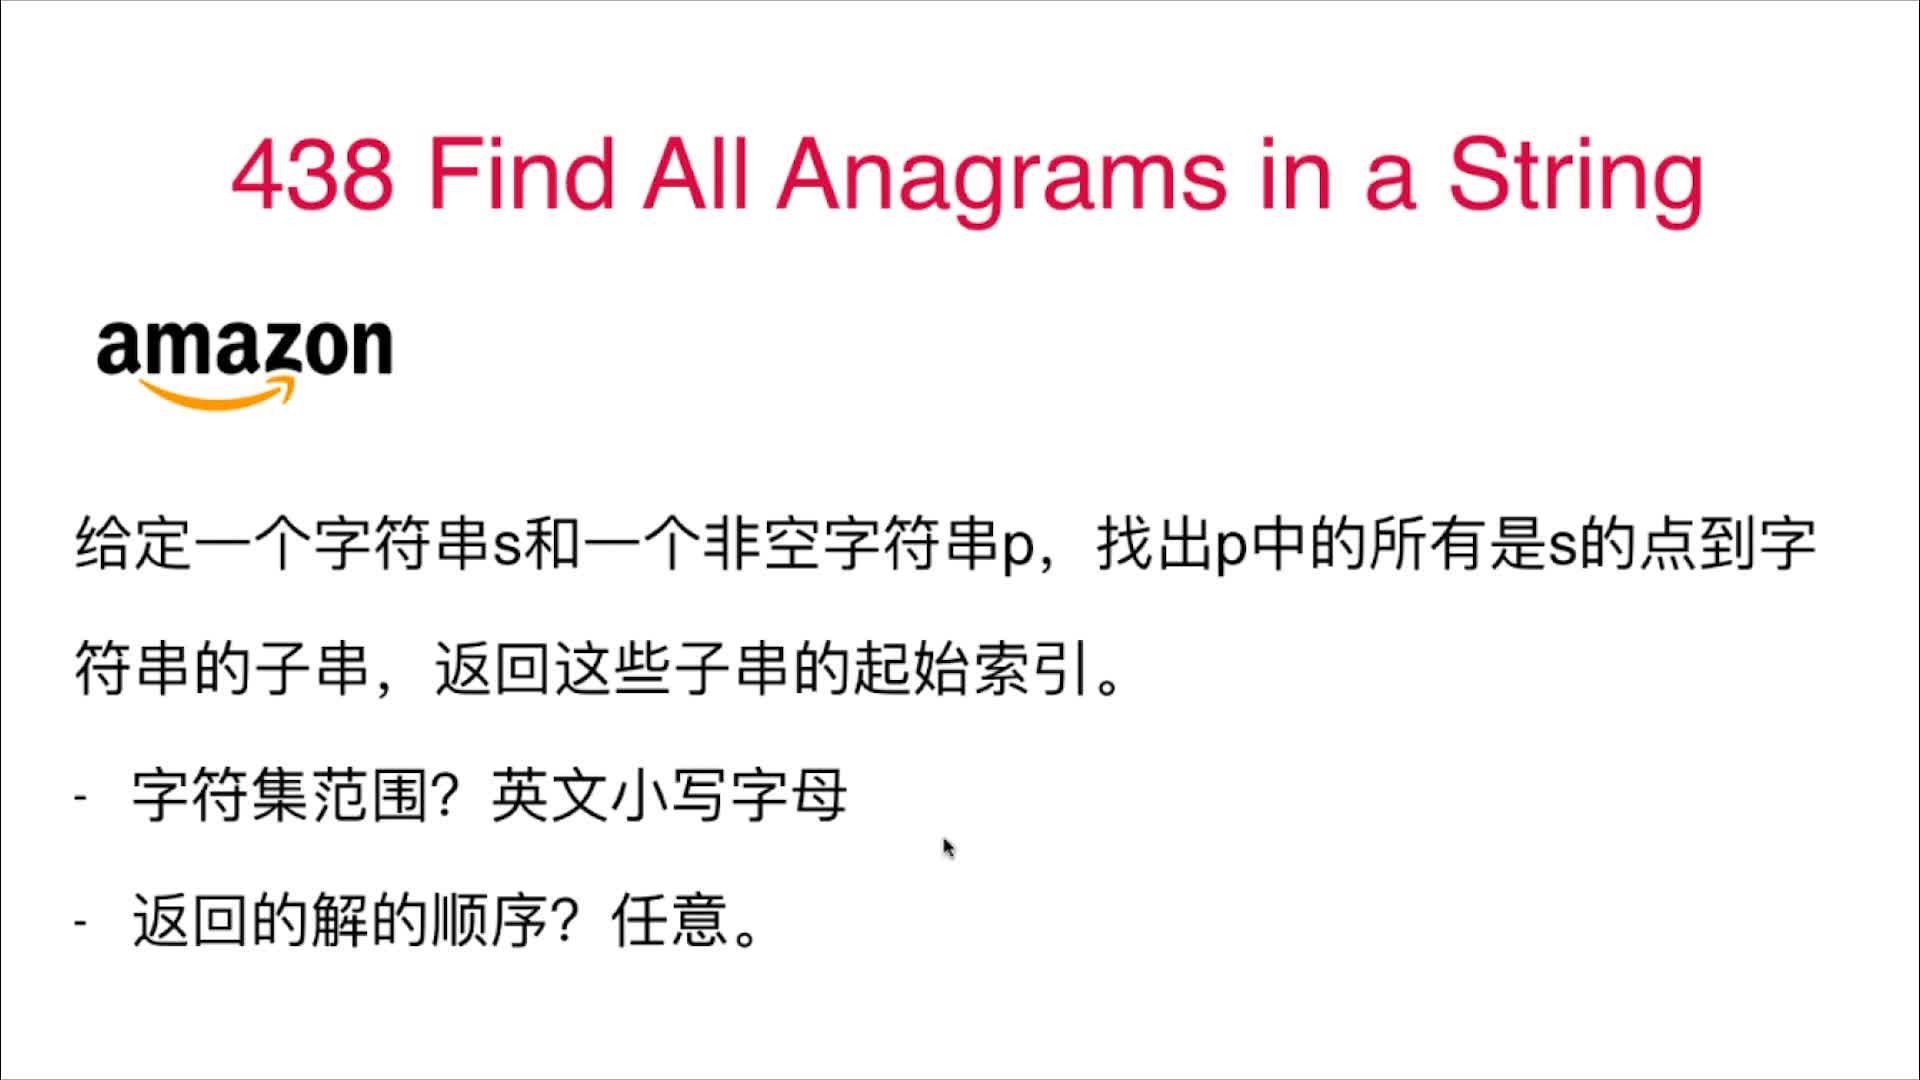 438 Find All Anagrams in a String
amazon
给定一个字符串s和一个非空字符串p，找出p中的所有是s的点到字
符串的子串，返回这些子串的起始索引。
- 字符集范围？英文小写字母
- 返回的解的顺序？任意。